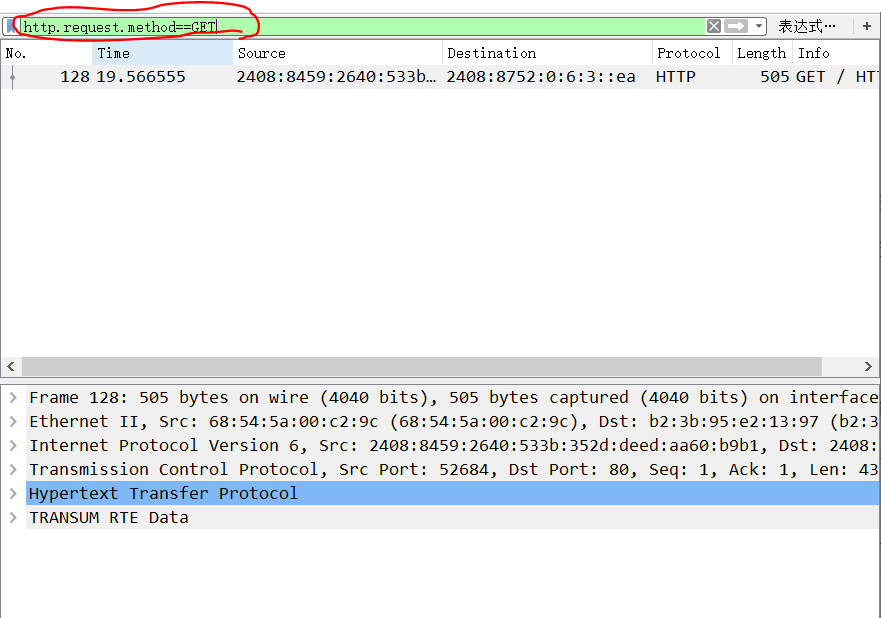 http.request.method==GET 表达式… +
No. Time Source Destination Protocol Length Info
128 19.566555 2408:8459:2640:533b… 2408:8752:0:6:3::ea HTTP 505 GET / HT
Frame 128: 505 bytes on wire (4040 bits), 505 bytes captured (4040 bits) on interface
Ethernet II, Src: 68:54:5a:00:c2:9c (68:54:5a:00:c2:9c), Dst: b2:3b:95:e2:13:97 (b2:3
Internet Protocol Version 6, Src: 2408:8459:2640:533b:352d:deed:aa60:b9b1, Dst: 2408:
Transmission Control Protocol, Src Port: 52684, Dst Port: 80, Seq: 1, Ack: 1, Len: 43
Hypertext Transfer Protocol
TRANSUM RTE Data